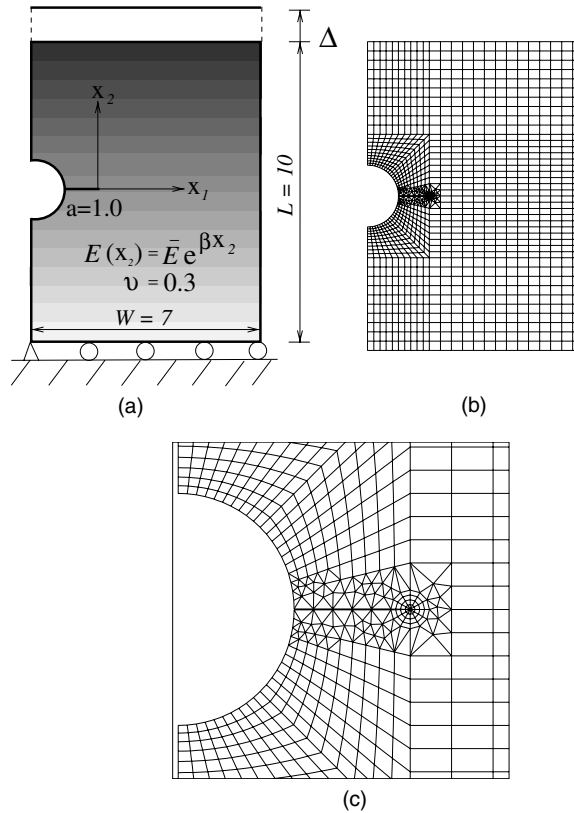 Δ
x₂
x₁
a=1.0
E(x₂) = Ē e^βx₂
υ = 0.3
W = 7
L = 10
(a)
(b)
(c)